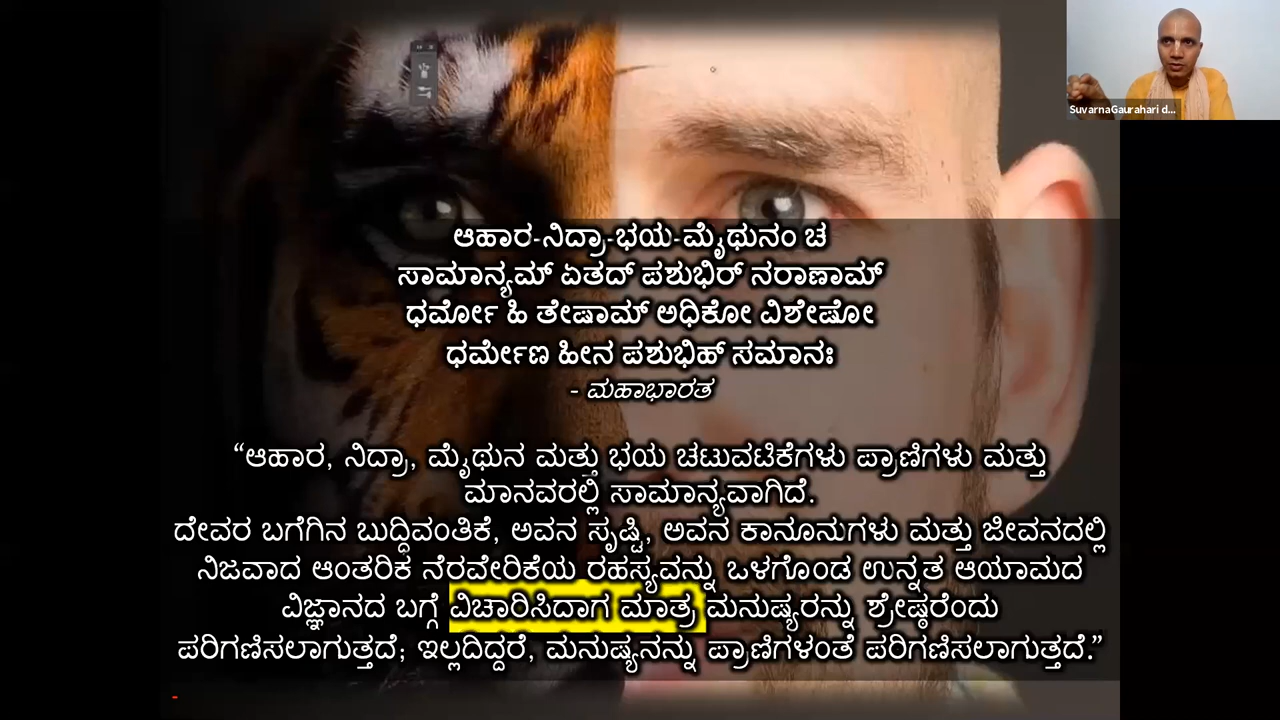 SuvarnaGaurahari d...
ಆಹಾರ-ನಿದ್ರಾ-ಭಯ-ಮೈಥುನಂ ಚ
ಸಾಮಾನ್ಯಮ್ ಏತದ್ ಪಶುಭಿರ್ ನರಾಣಾಮ್
ಧರ್ಮೋ ಹಿ ತೇಷಾಮ್ ಅಧಿಕೋ ವಿಶೇಷೋ
ಧರ್ಮೇಣ ಹೀನ ಪಶುಭಿಹ್ ಸಮಾನಃ
- ಮಹಾಭಾರತ
“ಆಹಾರ, ನಿದ್ರಾ, ಮೈಥುನ ಮತ್ತು ಭಯ ಚಟುವಟಿಕೆಗಳು ಪ್ರಾಣಿಗಳು ಮತ್ತು
ಮಾನವರಲ್ಲಿ ಸಾಮಾನ್ಯವಾಗಿದೆ.
ದೇವರ ಬಗೆಗಿನ ಬುದ್ಧಿವಂತಿಕೆ, ಅವನ ಸೃಷ್ಟಿ, ಅವನ ಕಾನೂನುಗಳು ಮತ್ತು ಜೀವನದಲ್ಲಿ
ನಿಜವಾದ ಆಂತರಿಕ ನೆರವೇರಿಕೆಯ ರಹಸ್ಯವನ್ನು ಒಳಗೊಂಡ ಉನ್ನತ ಆಯಾಮದ
ವಿಜ್ಞಾನದ ಬಗ್ಗೆ ವಿಚಾರಿಸಿದಾಗ ಮಾತ್ರ ಮನುಷ್ಯರನ್ನು ಶ್ರೇಷ್ಠರೆಂದು
ಪರಿಗಣಿಸಲಾಗುತ್ತದೆ; ಇಲ್ಲದಿದ್ದರೆ, ಮನುಷ್ಯನನ್ನು ಪ್ರಾಣಿಗಳಂತೆ ಪರಿಗಣಿಸಲಾಗುತ್ತದೆ.”